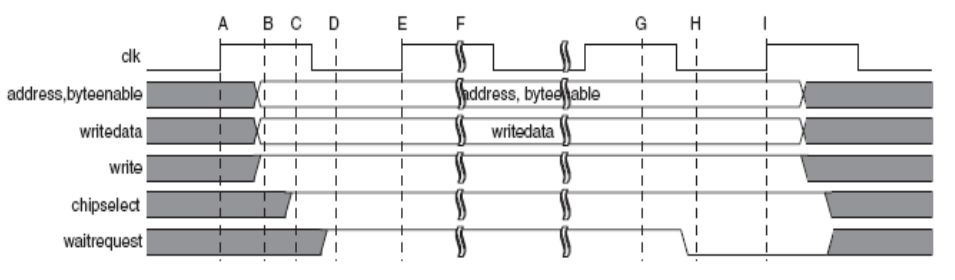 A B C D E F G H I
clk
address,byteenable address, byteenable
writedata writedata
write
chipselect
waitrequest